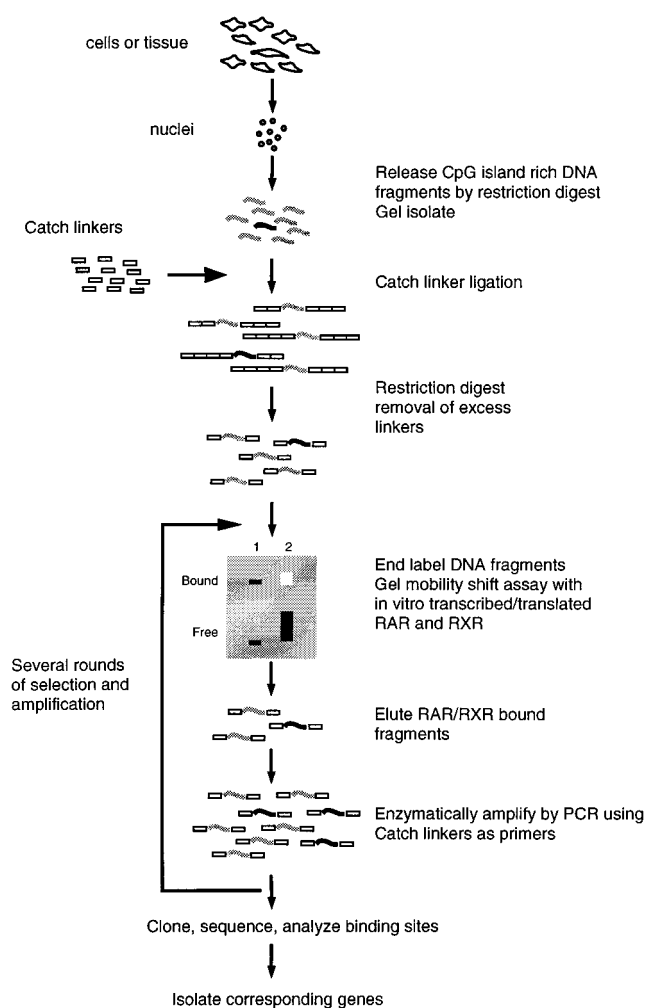 cells or tissue
nuclei
Release CpG island rich DNA
fragments by restriction digest
Gel isolate
Catch linkers
Catch linker ligation
Restriction digest
removal of excess
linkers
1 2
Bound
Free
End label DNA fragments
Gel mobility shift assay with
in vitro transcribed/translated
RAR and RXR
Several rounds
of selection and
amplification
Elute RAR/RXR bound
fragments
Enzymatically amplify by PCR using
Catch linkers as primers
Clone, sequence, analyze binding sites
Isolate corresponding genes